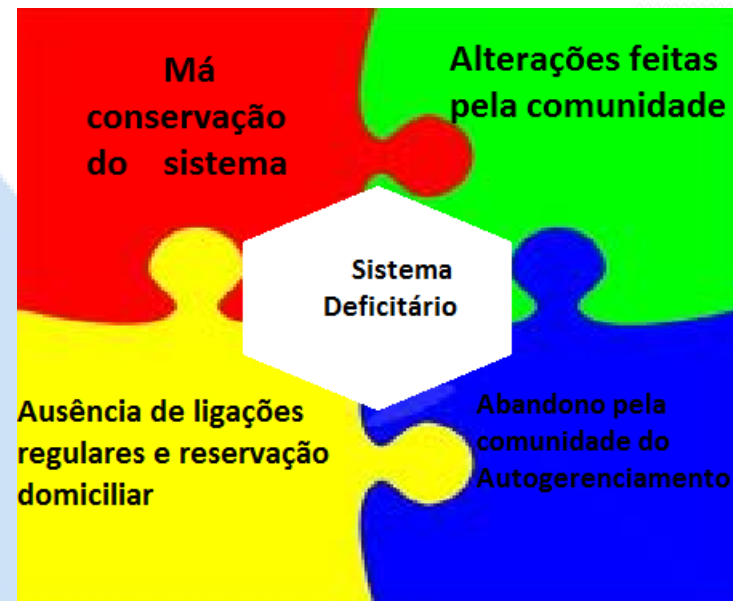 Má
conservação
do sistema
Alterações feitas
pela comunidade
Sistema
Deficitário
Ausência de ligações
regulares e reservação
domiciliar
Abandono pela
comunidade do
Autogerenciamento